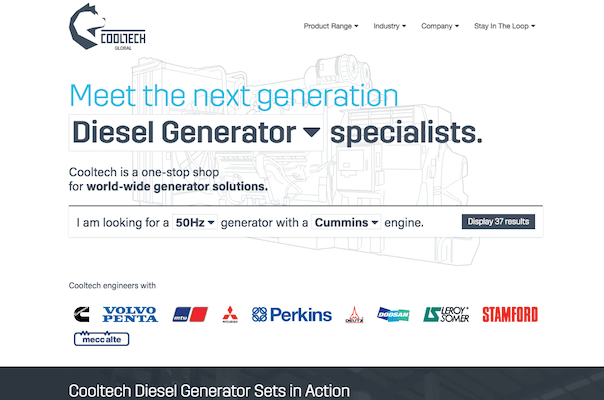 COOLTECH
GLOBAL
Product Range Industry Company Stay In The Loop
Meet the next generation
Diesel Generator specialists.
Cooltech is a one-stop shop
for world-wide generator solutions.
I am looking for a 50Hz generator with a Cummins engine. Display 37 results
Cooltech engineers with
VOLVO
PENTA
mtu
MITSUBISHI
Perkins
DEUTZ
DOOSAN
LEROY
SOMER
STAMFORD
mecc alte
Cooltech Diesel Generator Sets in Action